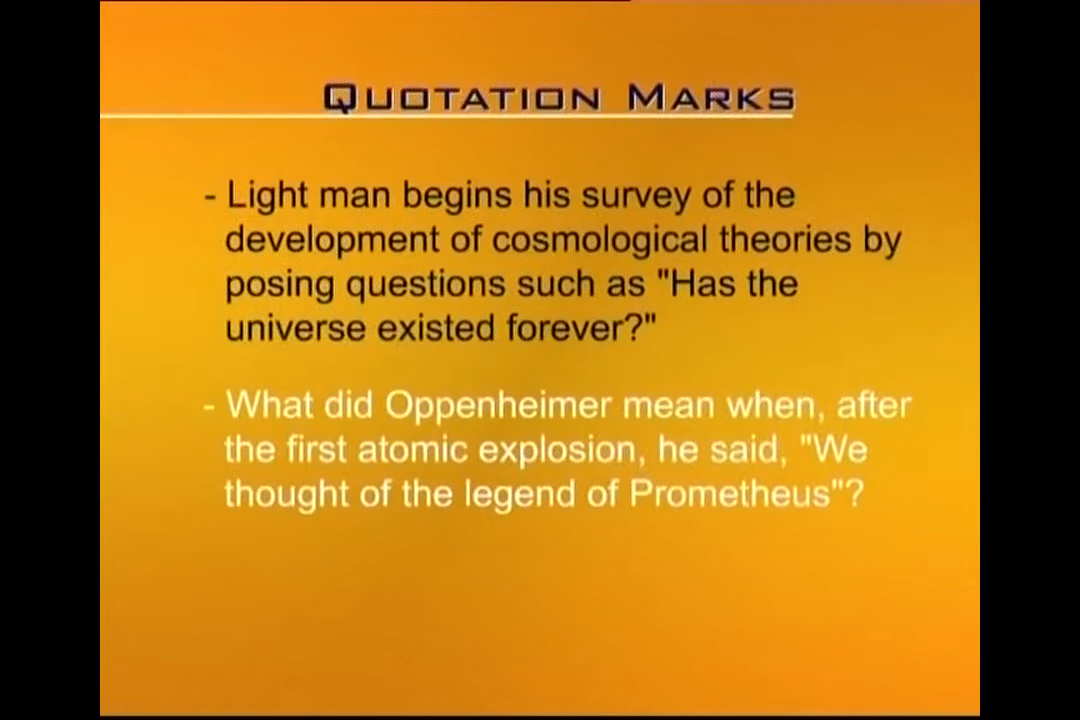 QUOTATION MARKS
- Light man begins his survey of the
development of cosmological theories by
posing questions such as "Has the
universe existed forever?"
- What did Oppenheimer mean when, after
the first atomic explosion, he said, "We
thought of the legend of Prometheus"?